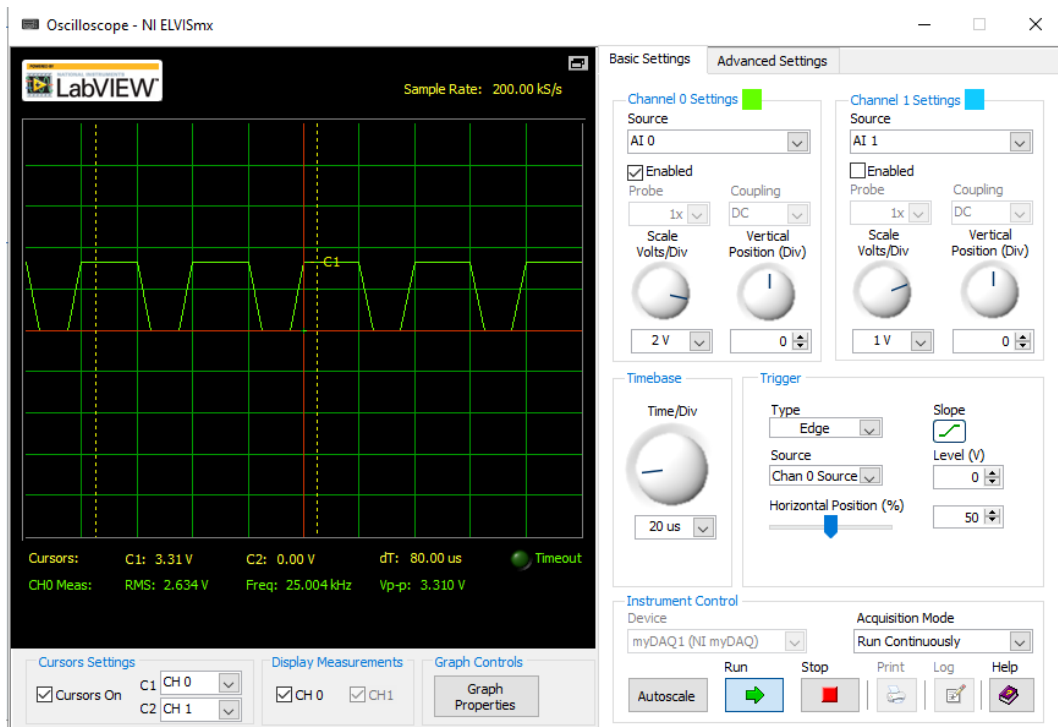 Oscilloscope - NI ELVISmx
POWERED BY
NATIONAL INSTRUMENTS
LabVIEW
Sample Rate: 200.00 kS/s
C1
Cursors: C1: 3.31 V C2: 0.00 V dT: 80.00 us Timeout
CH0 Meas: RMS: 2.634 V Freq: 25.004 kHz Vp-p: 3.310 V
Cursors Settings
Cursors On
C1 CH 0
C2 CH 1
Display Measurements
CH 0 CH1
Graph Controls
Graph
Properties
Basic Settings Advanced Settings
Channel 0 Settings
Source
AI 0
Enabled
Probe Coupling
1x DC
Scale Vertical
Volts/Div Position (Div)
2 V 0
Channel 1 Settings
Source
AI 1
Enabled
Probe Coupling
1x DC
Scale Vertical
Volts/Div Position (Div)
1 V 0
Timebase
Time/Div
20 us
Trigger
Type Slope
Edge
Source Level (V)
Chan 0 Source 0
Horizontal Position (%)
50
Instrument Control
Device Acquisition Mode
myDAQ1 (NI myDAQ) Run Continuously
Run Stop Print Log Help
Autoscale